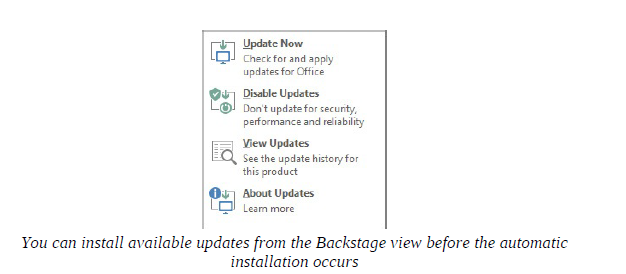 Update Now
Check for and apply
updates for Office
Disable Updates
Don't update for security,
performance and reliability
View Updates
See the update history for
this product
About Updates
Learn more
You can install available updates from the Backstage view before the automatic
installation occurs